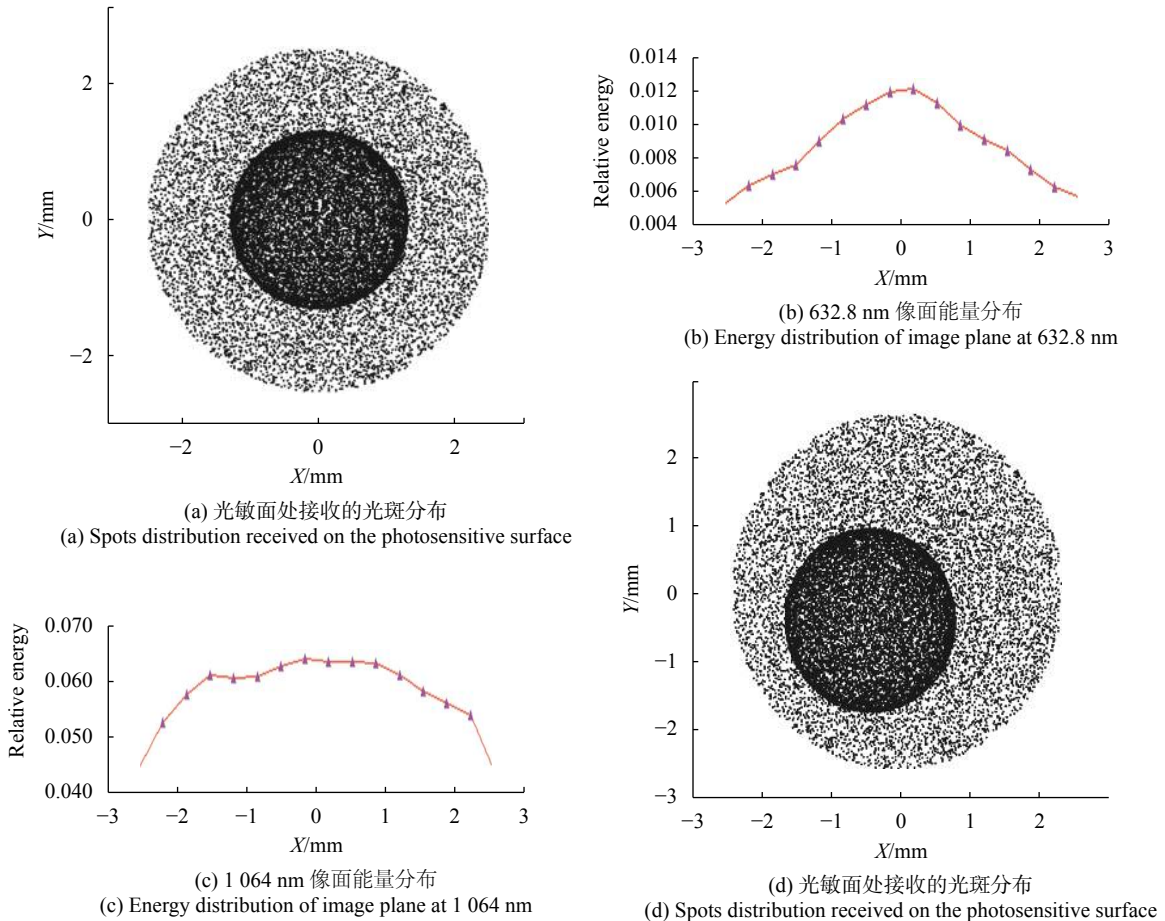 2
0
−2
Y/mm
−2
0
2
X/mm
(a) 光敏面处接收的光斑分布
(a) Spots distribution received on the photosensitive surface
0.014
0.012
0.010
0.008
0.006
0.004
Relative energy
−3
−2
−1
0
1
2
3
X/mm
(b) 632.8 nm 像面能量分布
(b) Energy distribution of image plane at 632.8 nm
0.070
0.060
0.050
0.040
Relative energy
−3
−2
−1
0
1
2
3
X/mm
(c) 1 064 nm 像面能量分布
(c) Energy distribution of image plane at 1 064 nm
2
1
0
−1
−2
−3
Y/mm
−3
−2
−1
0
1
2
X/mm
(d) 光敏面处接收的光斑分布
(d) Spots distribution received on the photosensitive surface